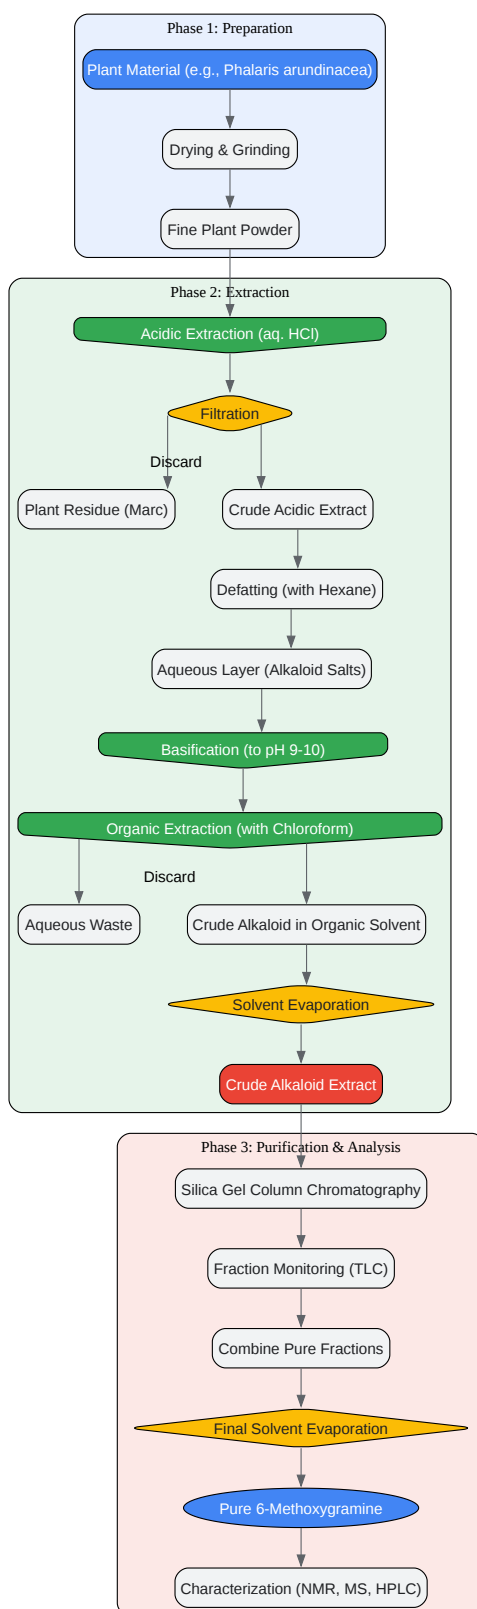 Phase 1: Preparation
Plant Material (e.g., Phalaris arundinacea)
Drying & Grinding
Fine Plant Powder
Phase 2: Extraction
Acidic Extraction (aq. HCl)
Filtration
Discard
Plant Residue (Marc)
Crude Acidic Extract
Defatting (with Hexane)
Aqueous Layer (Alkaloid Salts)
Basification (to pH 9-10)
Organic Extraction (with Chloroform)
Discard
Aqueous Waste
Crude Alkaloid in Organic Solvent
Solvent Evaporation
Crude Alkaloid Extract
Phase 3: Purification & Analysis
Silica Gel Column Chromatography
Fraction Monitoring (TLC)
Combine Pure Fractions
Final Solvent Evaporation
Pure 6-Methoxygramine
Characterization (NMR, MS, HPLC)